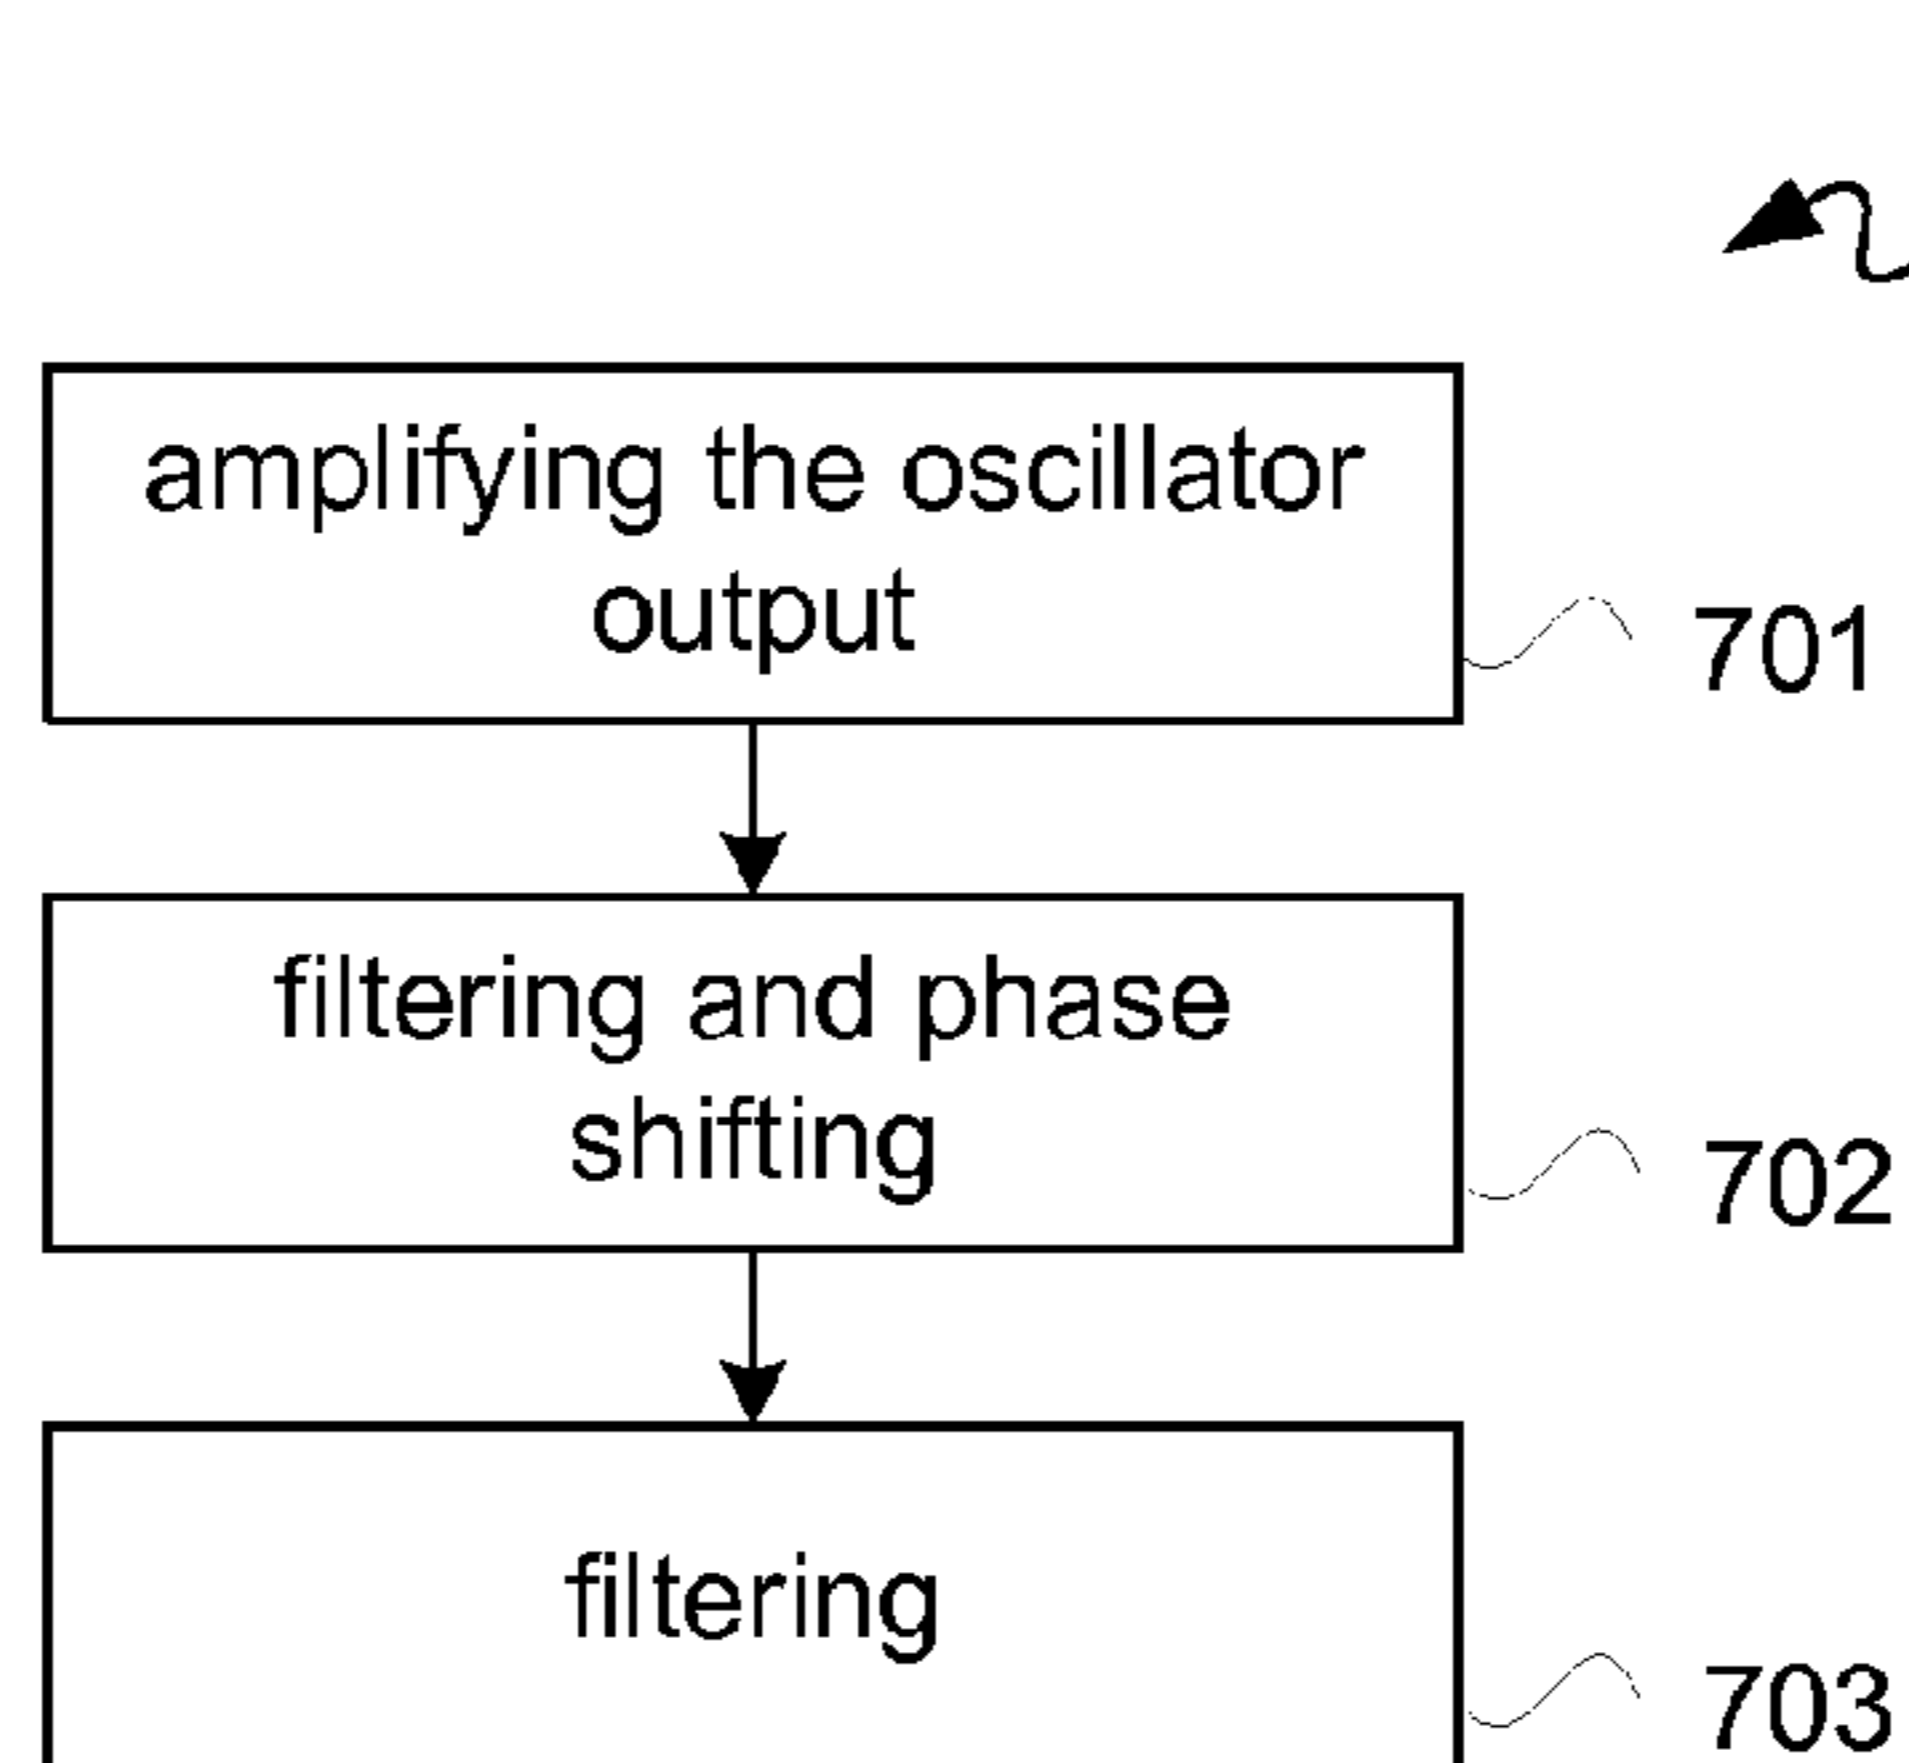 amplifying the oscillator
output
701
filtering and phase
shifting
702
filtering
703